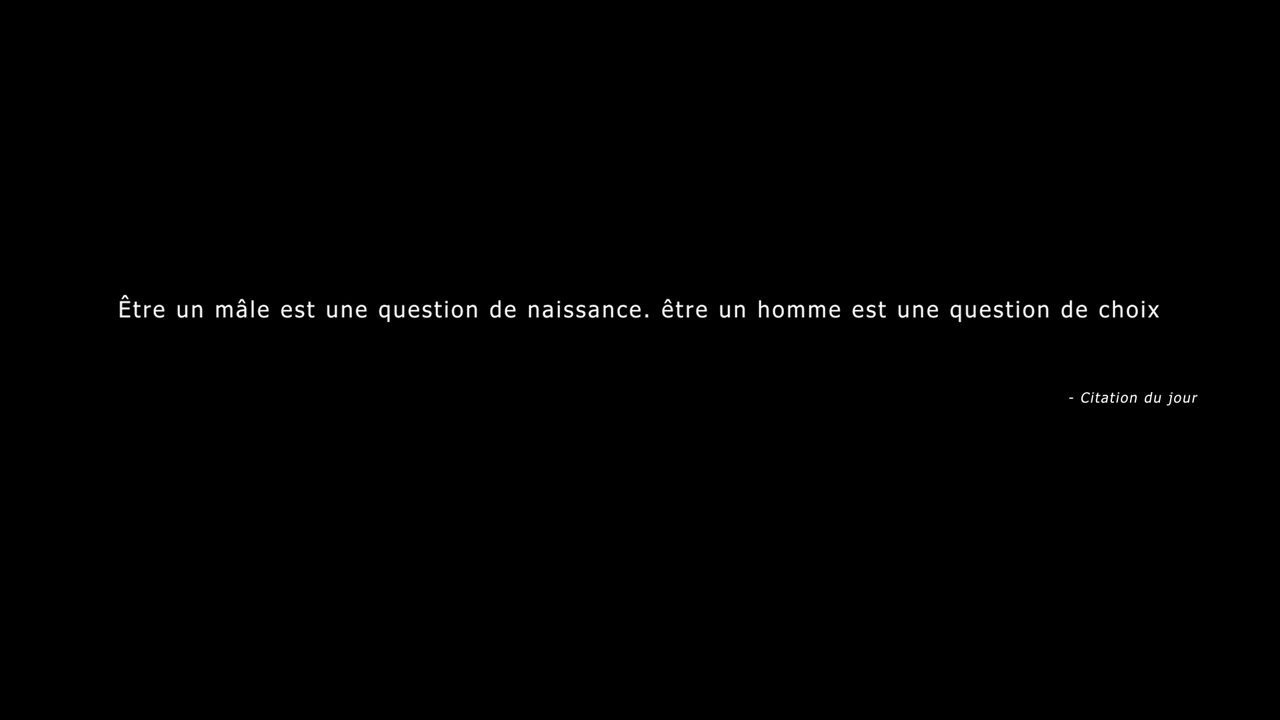 Être un mâle est une question de naissance. être un homme est une question de choix
- Citation du jour